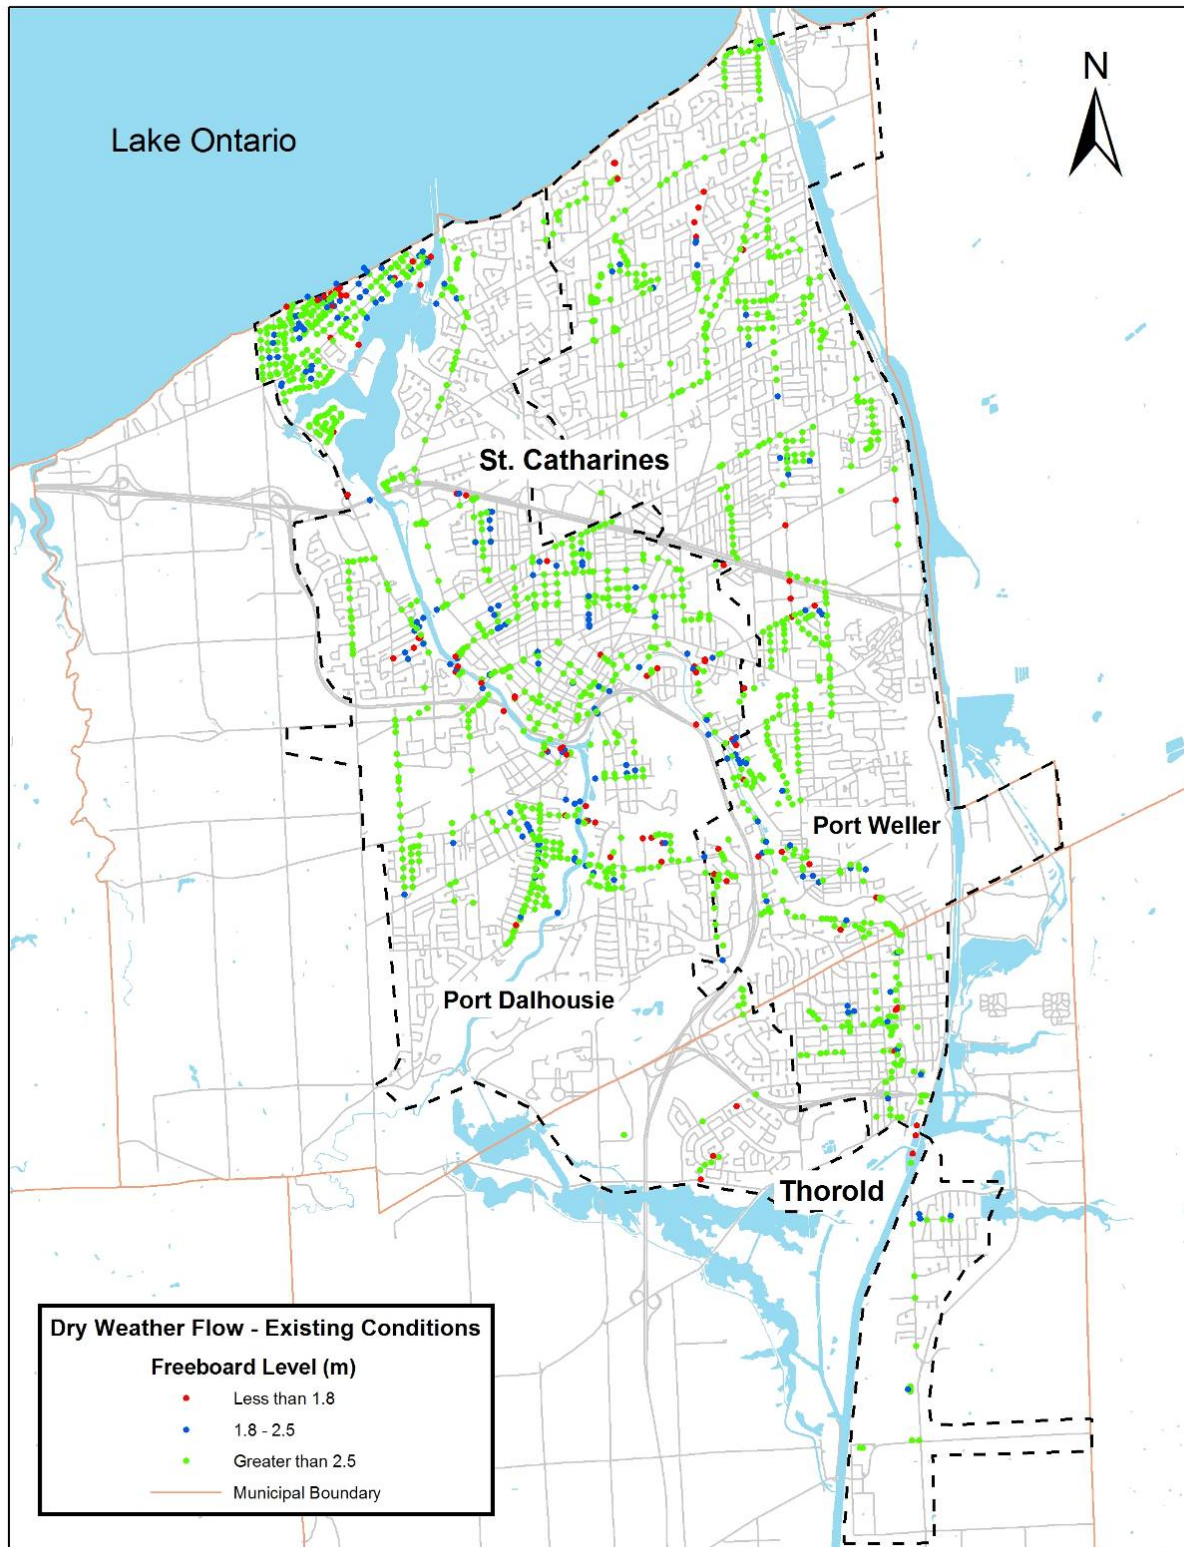 N
Lake Ontario
St. Catharines
Port Weller
Port Dalhousie
Thorold
Dry Weather Flow - Existing Conditions
Freeboard Level (m)
Less than 1.8
1.8 - 2.5
Greater than 2.5
Municipal Boundary